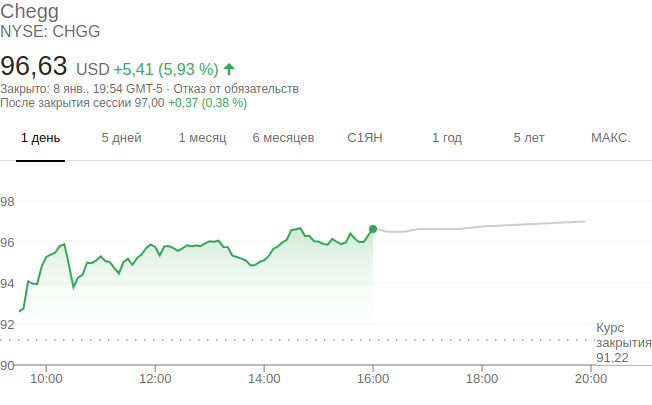 Chegg
NYSE: CHGG
96,63 USD +5,41 (5,93 %)
Закрыто: 8 янв., 19:54 GMT-5 · Отказ от обязательств
После закрытия сессии 97,00 +0,37 (0,38 %)
1 день 5 дней 1 месяц 6 месяцев С1ЯН 1 год 5 лет МАКС.
98
96
94
92
Курс
закрытия
91,22
90
10:00 12:00 14:00 16:00 18:00 20:00